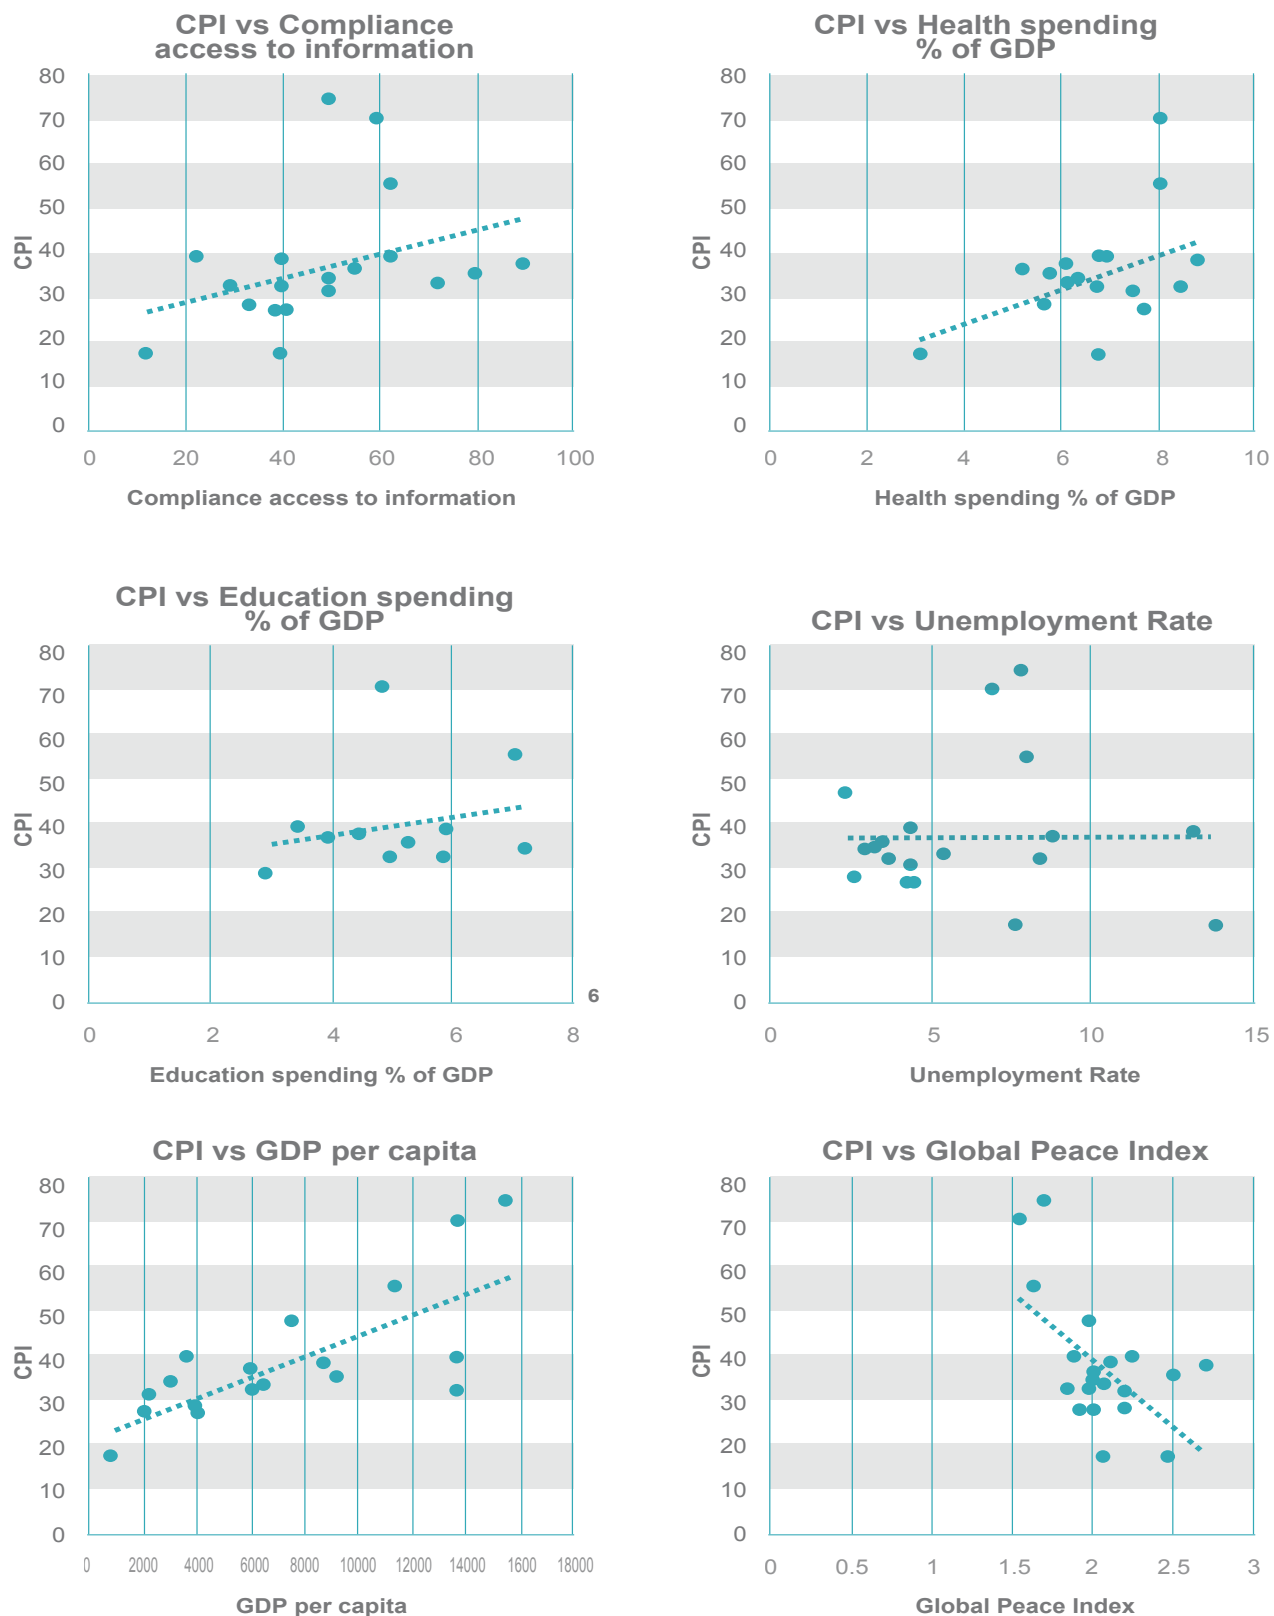 CPI vs Compliance
access to information
80
70
60
50
40
30
20
10
0
CPI
0 20 40 60 80 100
Compliance access to information
CPI vs Health spending
% of GDP
80
70
60
50
40
30
20
10
0
CPI
0 2 4 6 8 10
Health spending % of GDP
CPI vs Education spending
% of GDP
80
70
60
50
40
30
20
10
0
CPI
6
0 2 4 6 8
Education spending % of GDP
CPI vs Unemployment Rate
80
70
60
50
40
30
20
10
0
CPI
0 5 10 15
Unemployment Rate
CPI vs GDP per capita
80
70
60
50
40
30
20
10
0
CPI
0 2000 4000 6000 8000 10000 12000 14000 1600 18000
GDP per capita
CPI vs Global Peace Index
80
70
60
50
40
30
20
10
0
CPI
0 0.5 1 1.5 2 2.5 3
Global Peace Index